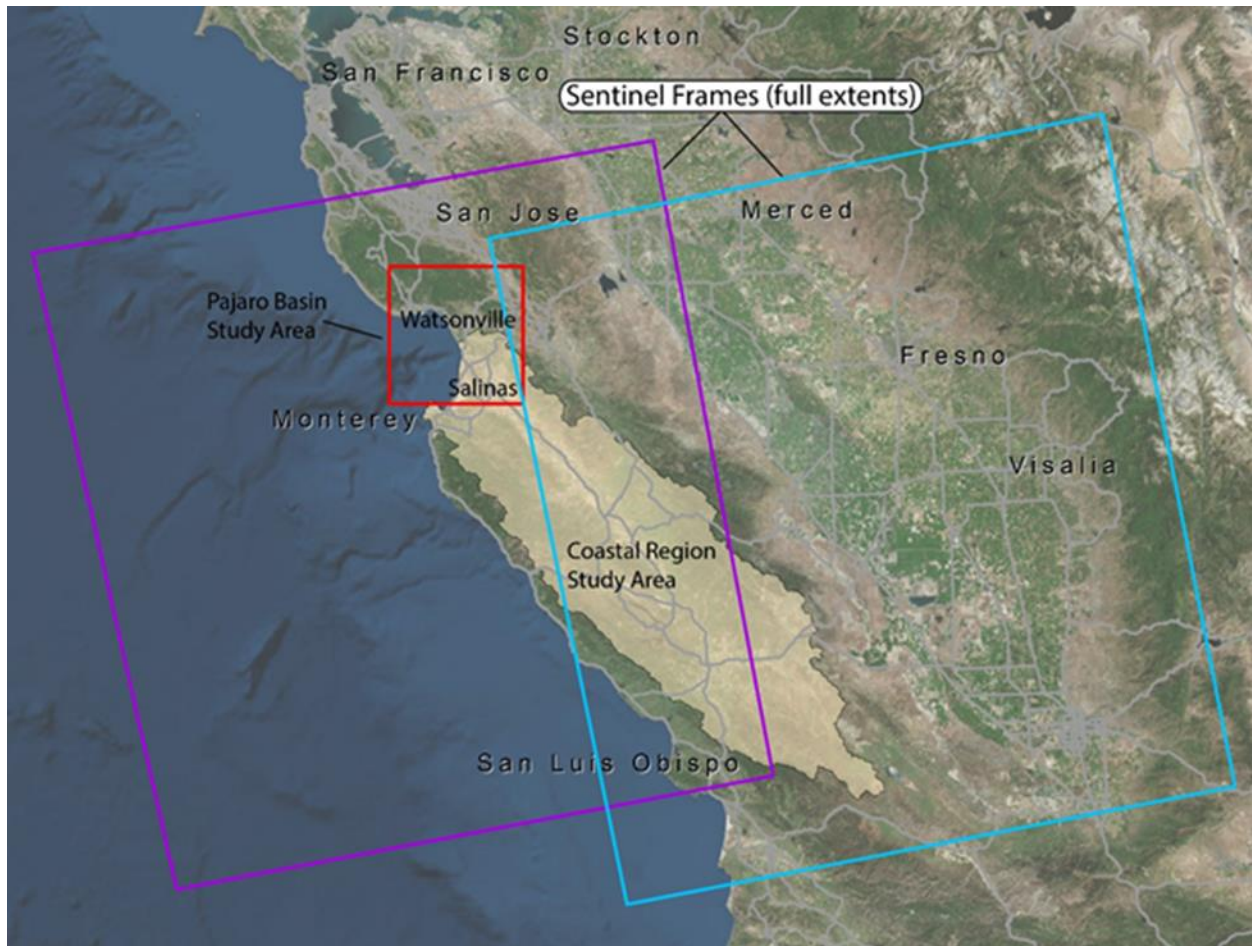 Stockton
San Francisco
Sentinel Frames (full extents)
San Jose
Merced
Pajaro Basin
Study Area
Watsonville
Fresno
Salinas
Monterey
Visalia
Coastal Region
Study Area
San Luis Obispo